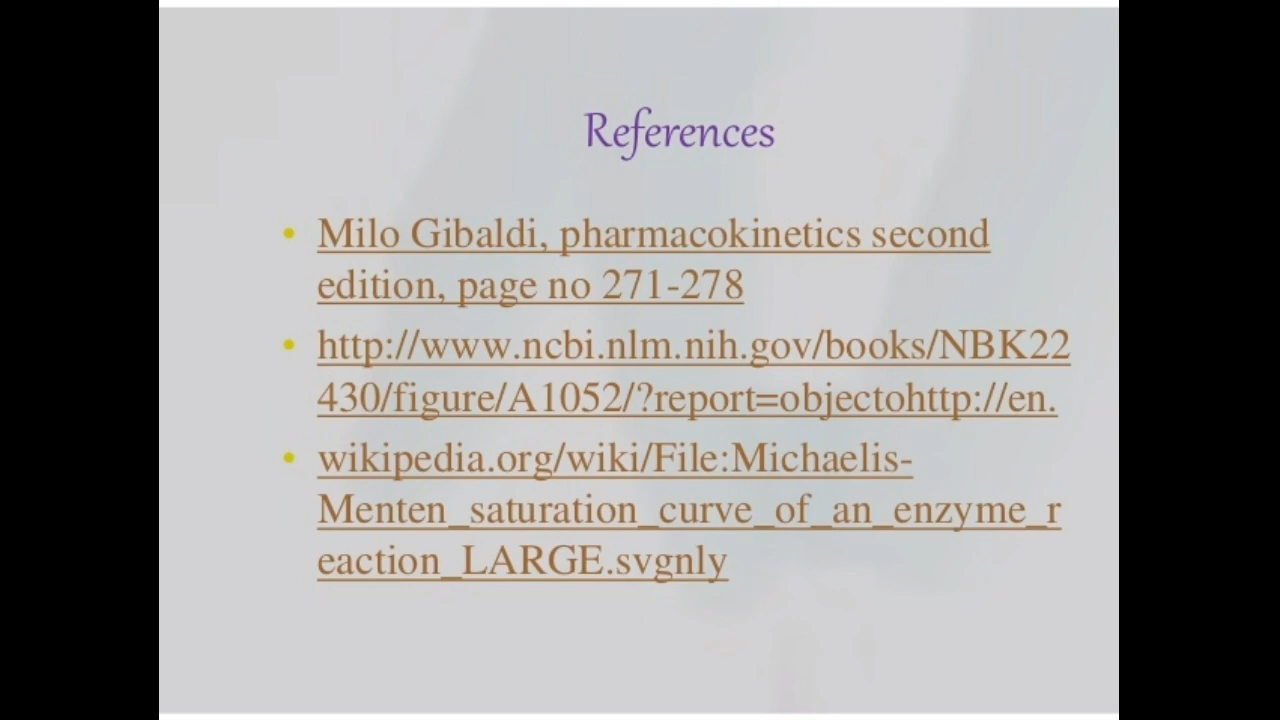 References
• Milo Gibaldi, pharmacokinetics second
edition, page no 271-278
• http://www.ncbi.nlm.nih.gov/books/NBK22
430/figure/A1052/?report=objectohttp://en.
• wikipedia.org/wiki/File:Michaelis-
Menten_saturation_curve_of_an_enzyme_r
eaction_LARGE.svgnly